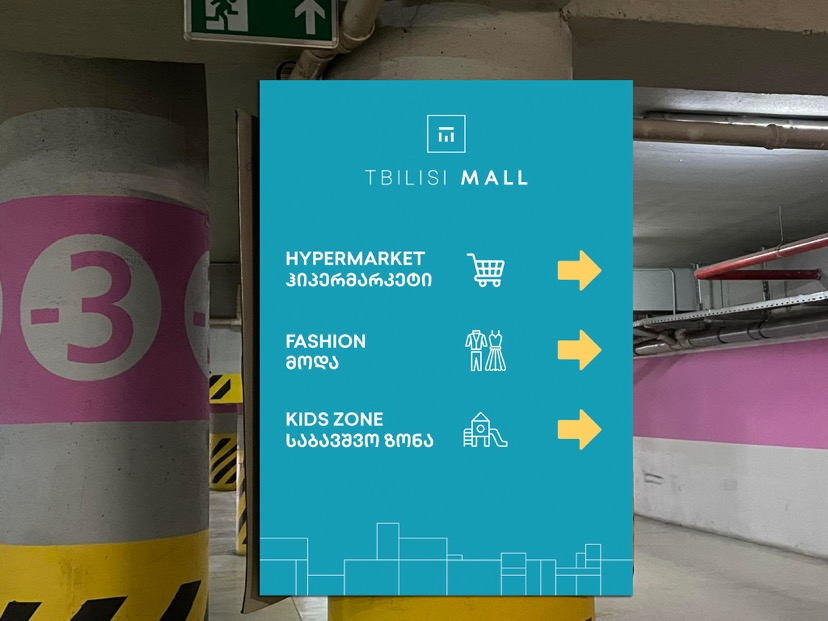 -3
TBILISI MALL
HYPERMARKET
ჰიპერმარკეტი
FASHION
მოდა
KIDS ZONE
საბავშვო ზონა